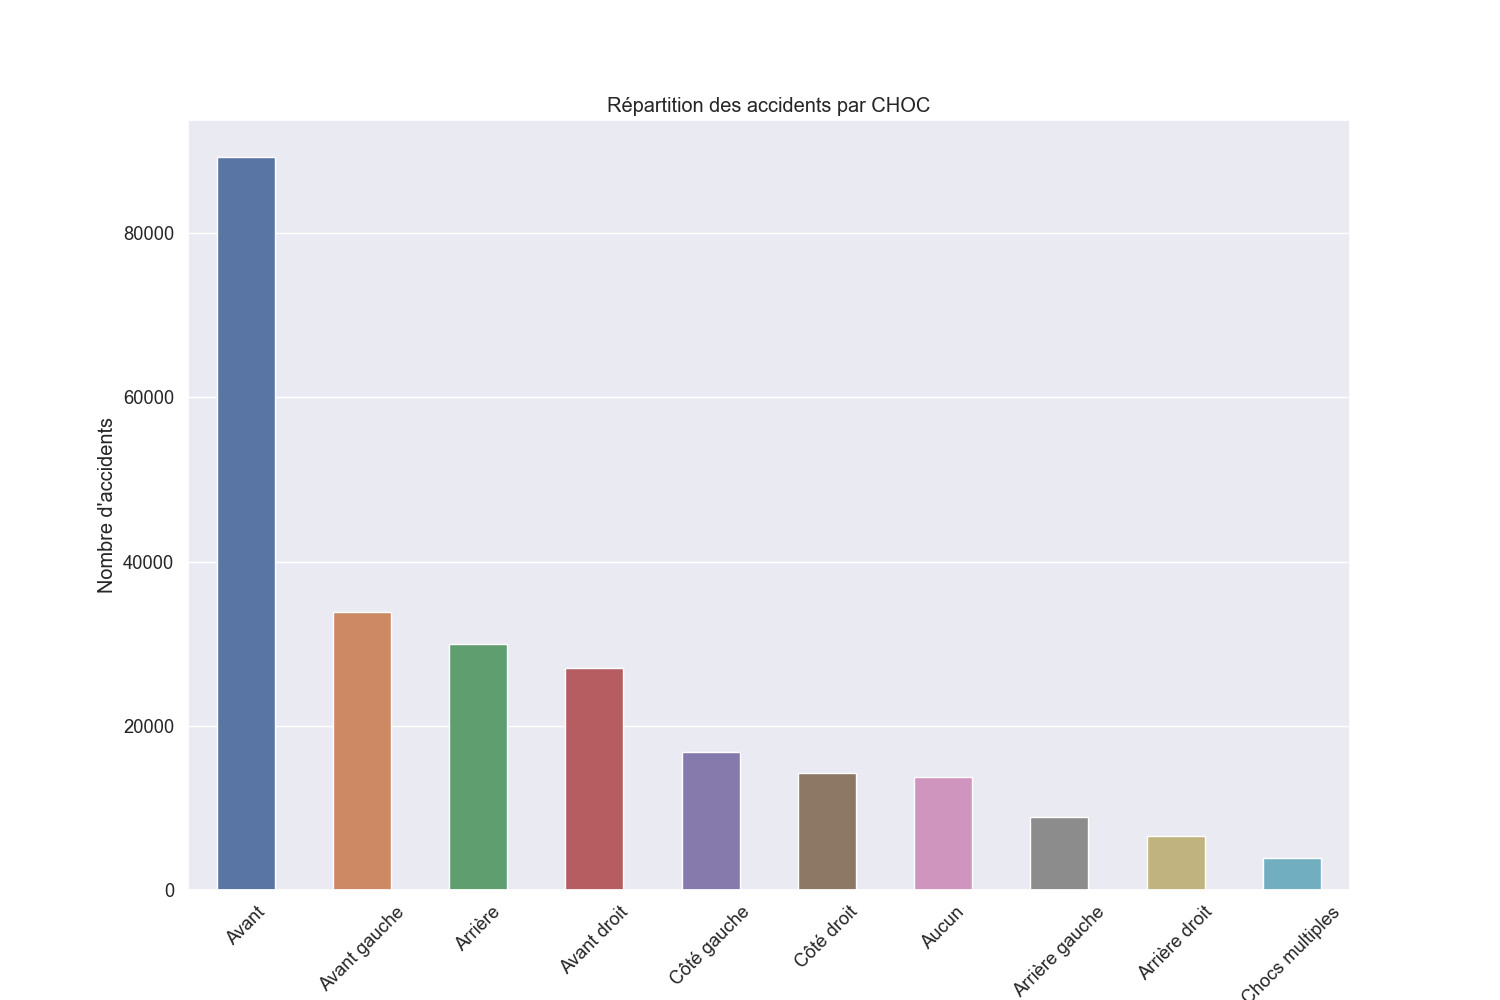 Répartition des accidents par CHOC
Nombre d'accidents
80000
60000
40000
20000
0
Avant
Avant gauche
Arrière
Avant droit
Côté gauche
Côté droit
Aucun
Arrière gauche
Arrière droit
Chocs multiples